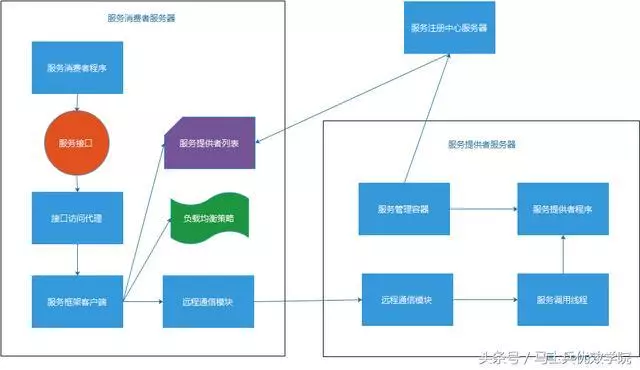 服务消费者服务器
服务消费者程序
服务接口
接口访问代理
服务框架客户端
服务提供者列表
负载均衡策略
远程通信模块
服务注册中心服务器
服务提供者服务器
服务管理容器
服务提供者程序
远程通信模块
服务调用线程
头条号／马士兵优效学院